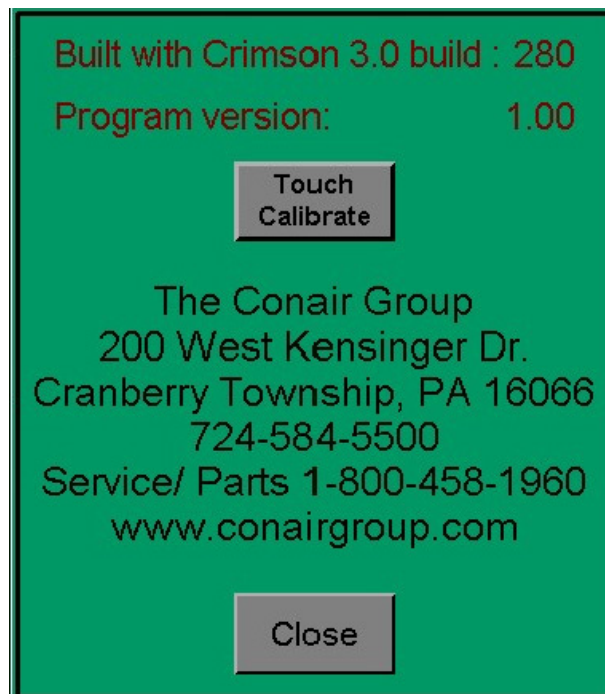 Built with Crimson 3.0 build : 280
Program version: 1.00
Touch
Calibrate
The Conair Group
200 West Kensinger Dr.
Cranberry Township, PA 16066
724-584-5500
Service/ Parts 1-800-458-1960
www.conairgroup.com
Close